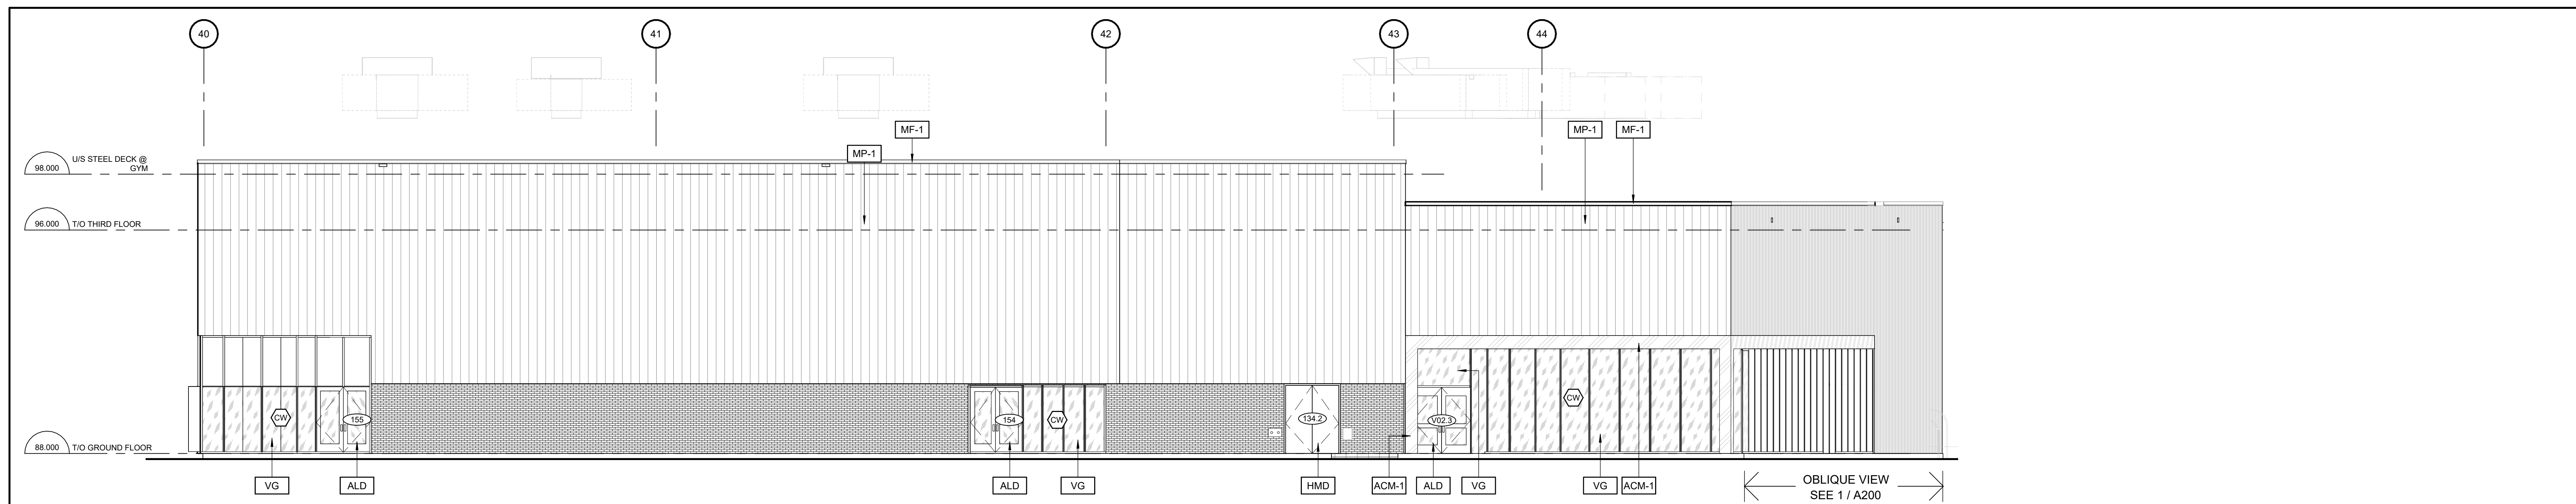 40
41
42
43
44
MF-1
MP-1
MF-1
MP-1
98.000
U/S STEEL DECK @
GYM
96.000
T/O THIRD FLOOR
CW
155
154
CW
134.2
V02.3
CW
88.000
T/O GROUND FLOOR
VG
ALD
ALD
VG
HMD
ACM-1
ALD
VG
VG
ACM-1
OBLIQUE VIEW
SEE 1 / A200